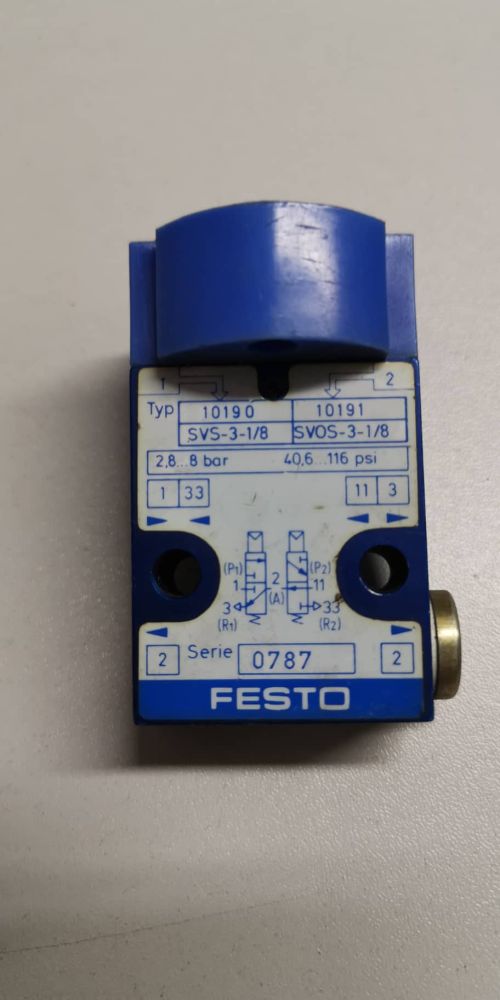 1 2
Typ 10190 10191
SVS-3-1/8 SVOS-3-1/8
2,8...8 bar 40,6...116 psi
1 33 11 3
(P1) (P2)
1 2 11
(A)
3 33
(R1) (R2)
2 Serie 0787 2
FESTO